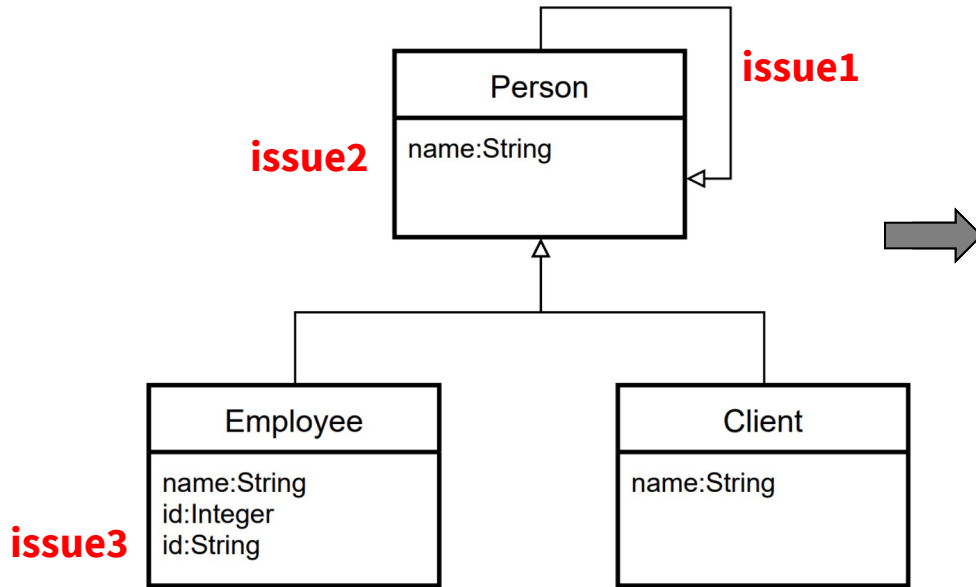 Person
issue1
issue2
name:String
Employee
Client
name:String
id:Integer
id:String
name:String
issue3